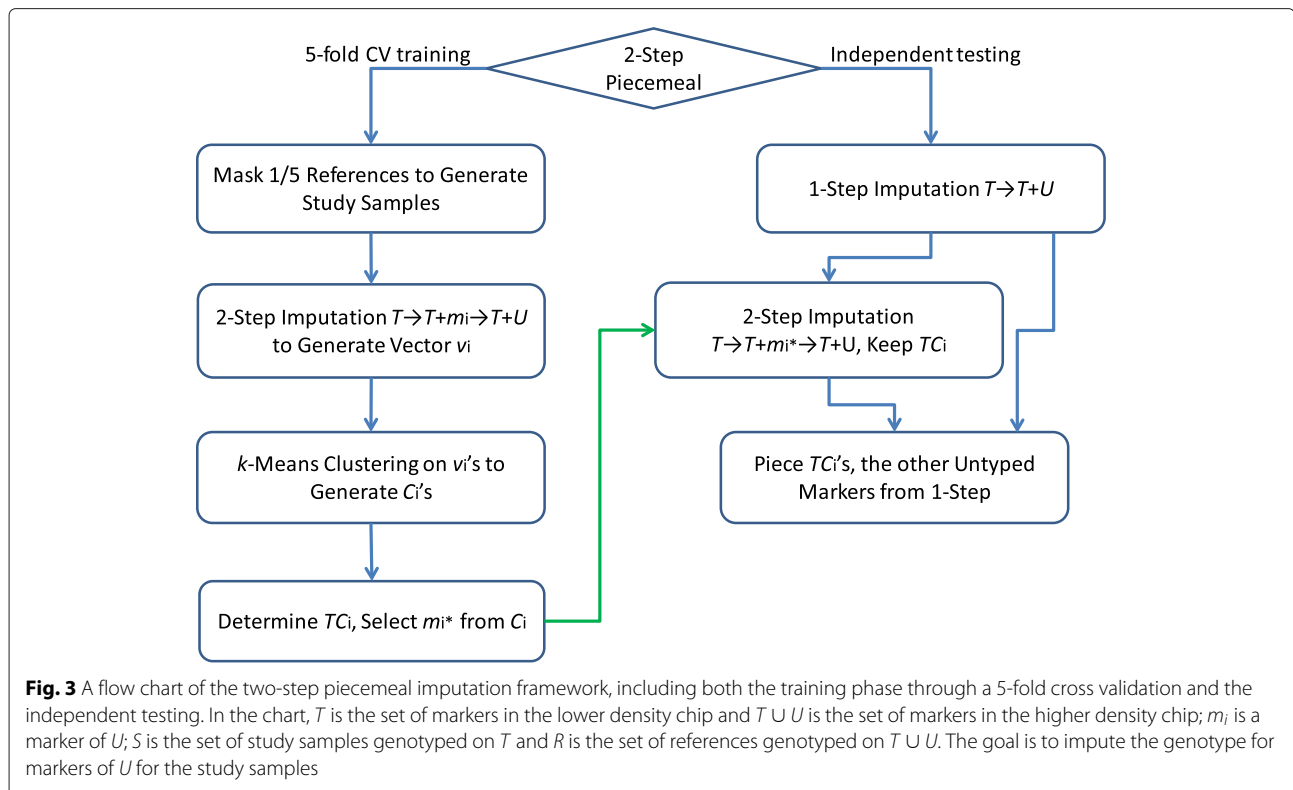 5-fold CV training
2-Step
Piecemeal
Independent testing
Mask 1/5 References to Generate
Study Samples
1-Step Imputation T→T+U
2-Step Imputation T→T+mi→T+U
to Generate Vector vi
2-Step Imputation
T→T+mi*→T+U, Keep TCi
k-Means Clustering on vi's to
Generate Ci's
Piece TCi's, the other Untyped
Markers from 1-Step
Determine TCi, Select mi* from Ci
Fig. 3 A flow chart of the two-step piecemeal imputation framework, including both the training phase through a 5-fold cross validation and the
independent testing. In the chart, T is the set of markers in the lower density chip and T ∪ U is the set of markers in the higher density chip; mi is a
marker of U; S is the set of study samples genotyped on T and R is the set of references genotyped on T ∪ U. The goal is to impute the genotype for
markers of U for the study samples